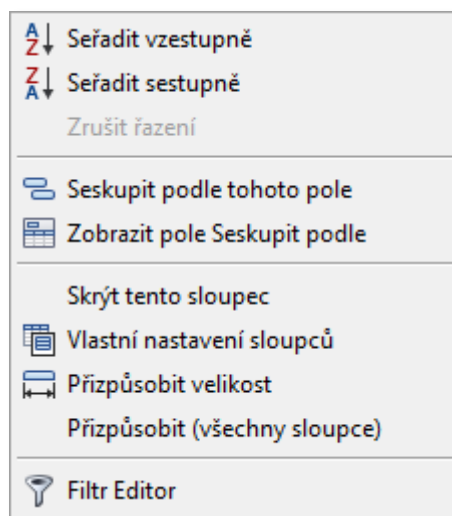 Seřadit vzestupně
Seřadit sestupně
Zrušit řazení
Seskupit podle tohoto pole
Zobrazit pole Seskupit podle
Skrýt tento sloupec
Vlastní nastavení sloupců
Přizpůsobit velikost
Přizpůsobit (všechny sloupce)
Filtr Editor